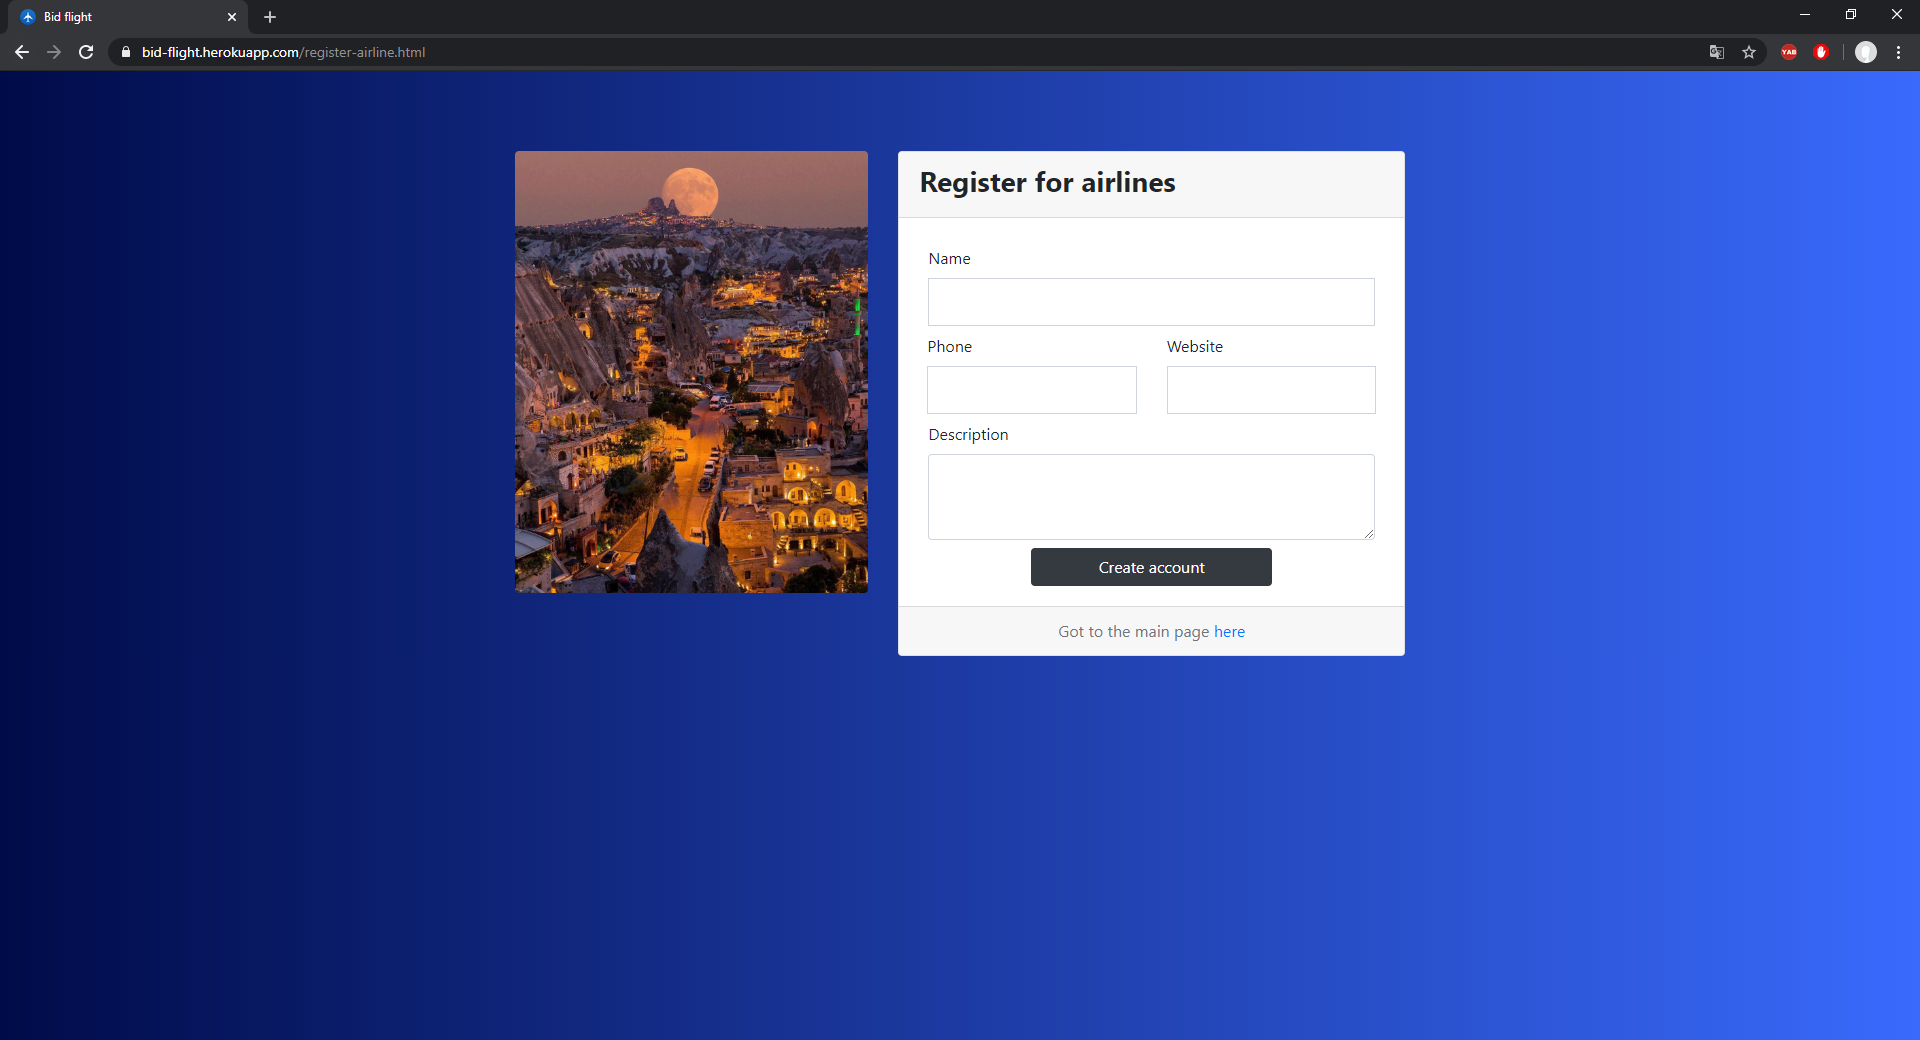 Bid flight
bid-flight.herokuapp.com/register-airline.html
YAB
Register for airlines
Name
Phone
Website
Description
Create account
Got to the main page here